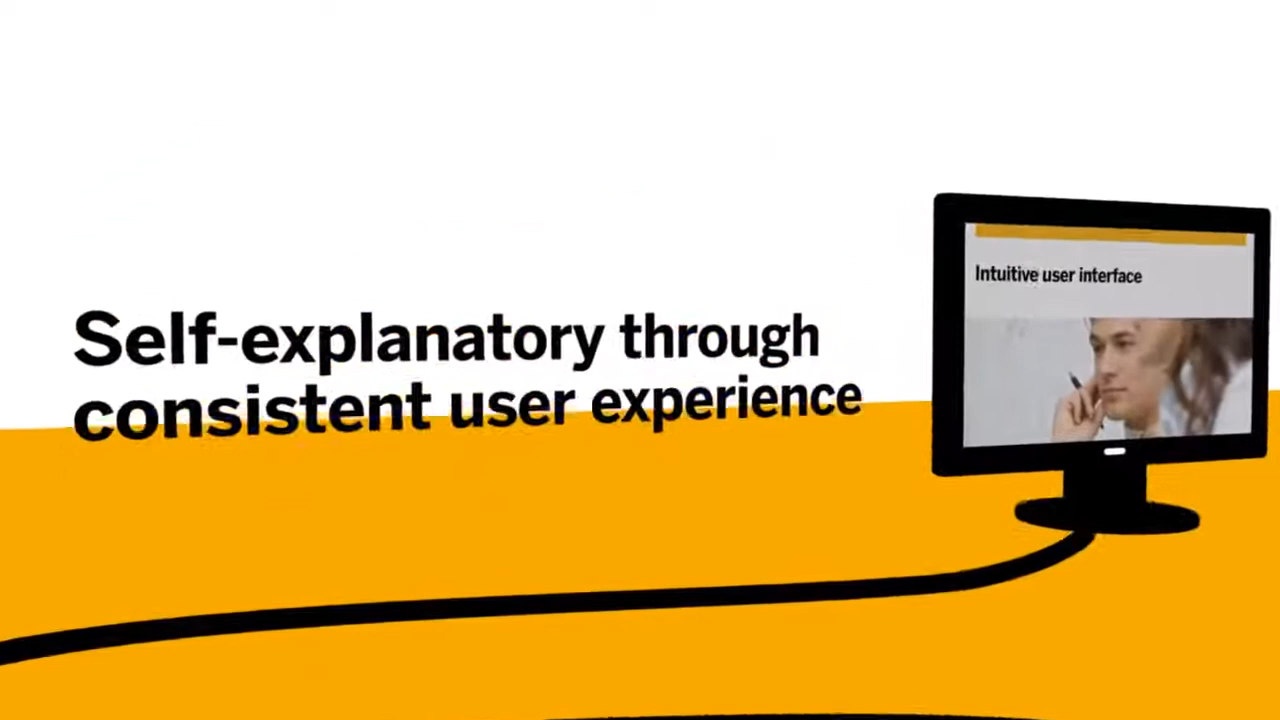 Self-explanatory through
consistent user experience
Intuitive user interface